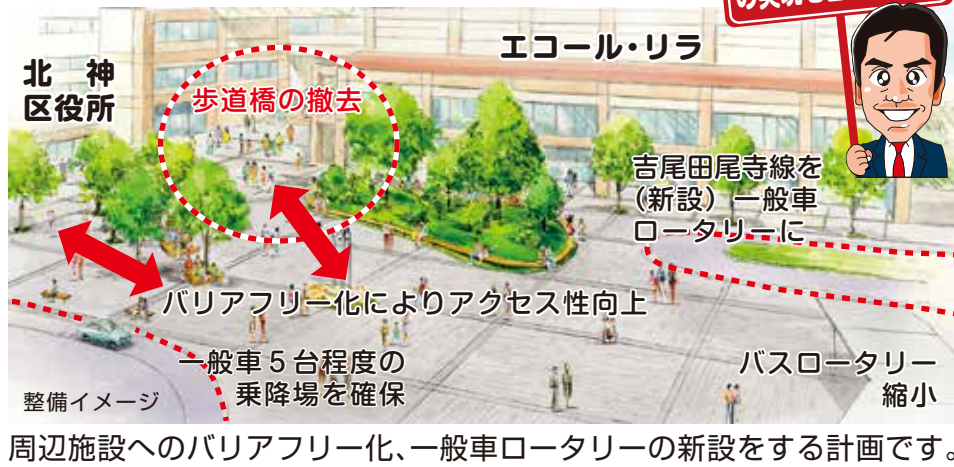 エコール・リラ
北　神
区役所
歩道橋の撤去
吉尾田尾寺線を
（新設）一般車
ロータリーに
バリアフリー化によりアクセス性向上
一般車５台程度の
乗降場を確保
バスロータリー
縮小
整備イメージ
周辺施設へのバリアフリー化、一般車ロータリーの新設をする計画です。